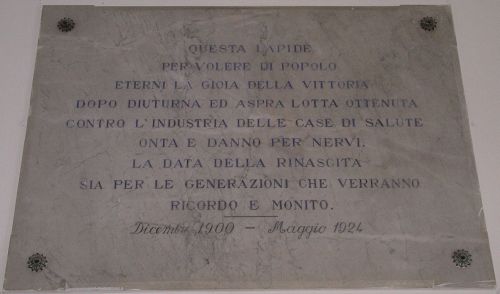 QUESTA LAPIDE
PER VOLERE DI POPOLO
ETERNI LA GIOIA DELLA VITTORIA
DOPO DIUTURNA ED ASPRA LOTTA OTTENUTA
CONTRO L'INDUSTRIA DELLE CASE DI SALUTE
ONTA E DANNO PER NERVI.
LA DATA DELLA RINASCITA
SIA PER LE GENERAZIONI CHE VERRANNO
RICORDO E MONITO.
Dicembre 1900 - Maggio 1924